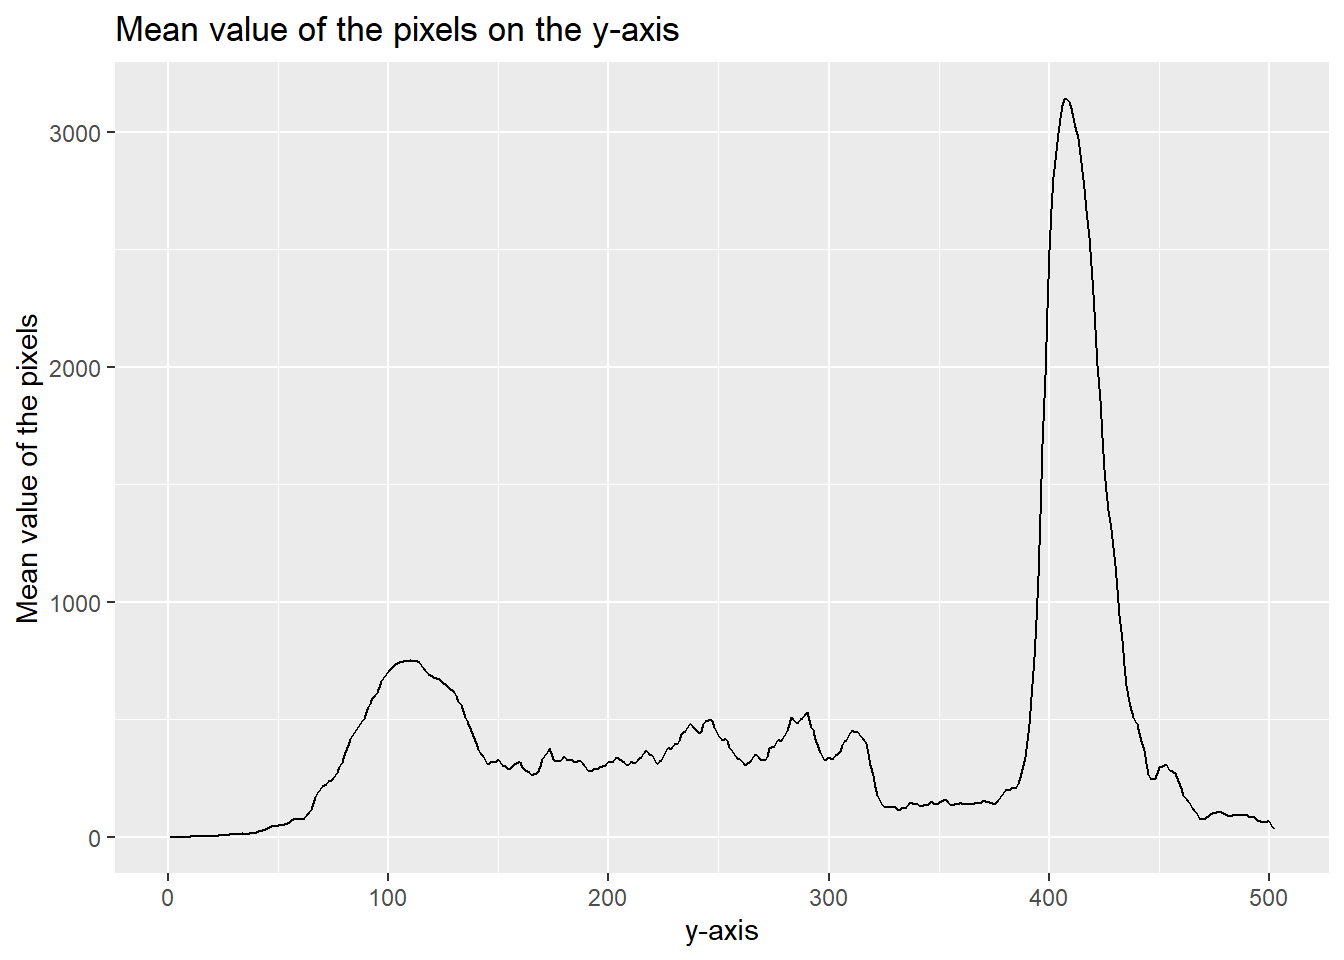 Mean value of the pixels on the y-axis
Mean value of the pixels
3000
2000
1000
0
0 100 200 300 400 500
y-axis